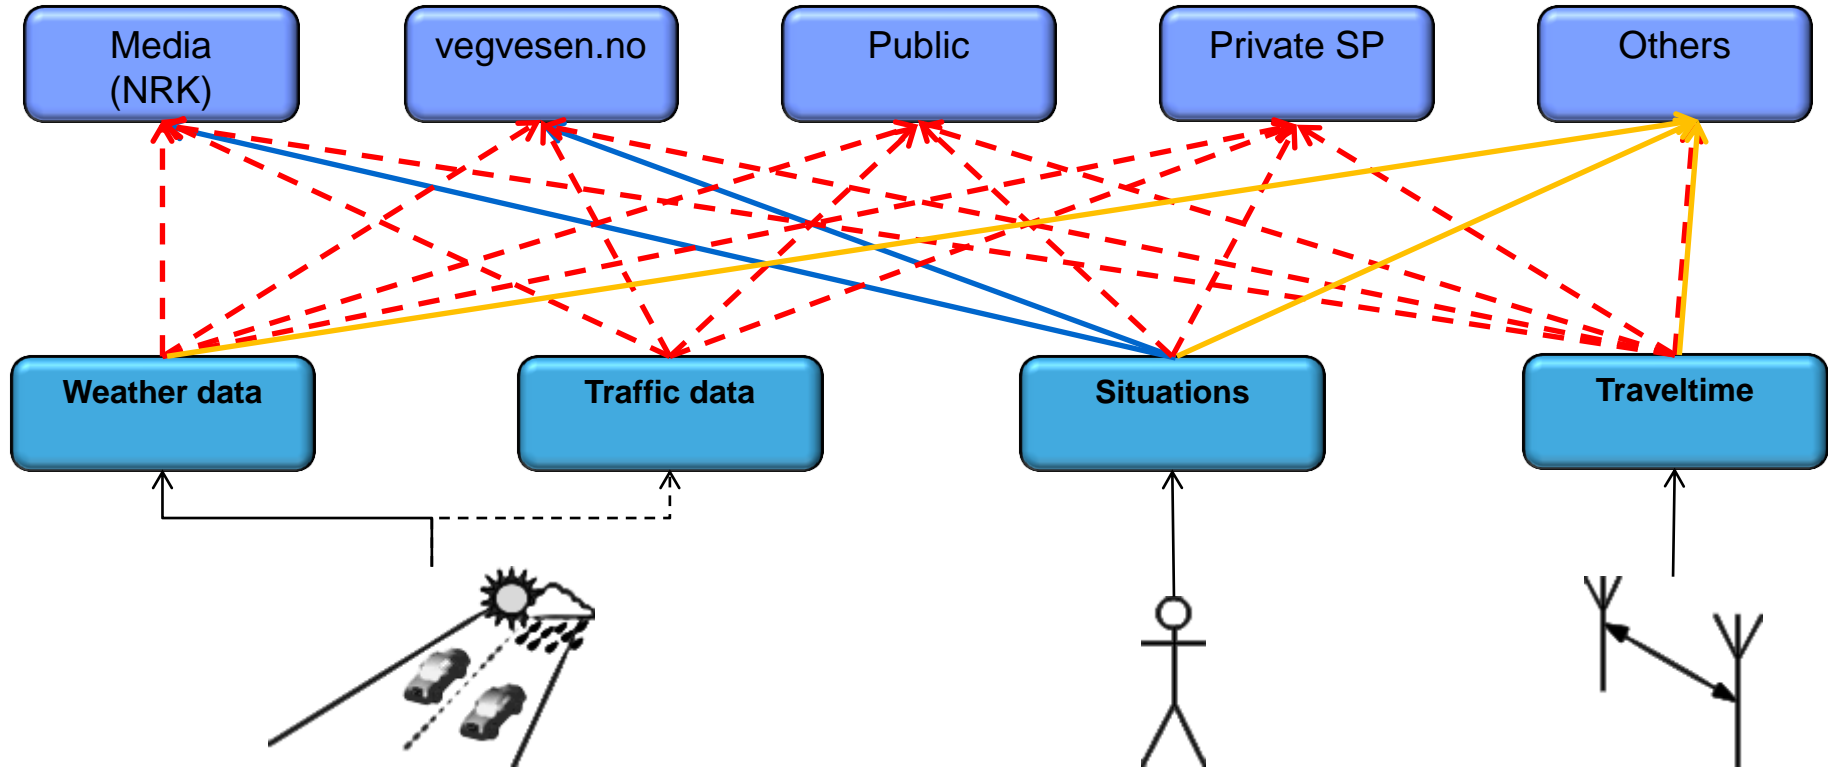 Media
(NRK)
vegvesen.no
Public
Private SP
Others
Weather data
Traffic data
Situations
Traveltime